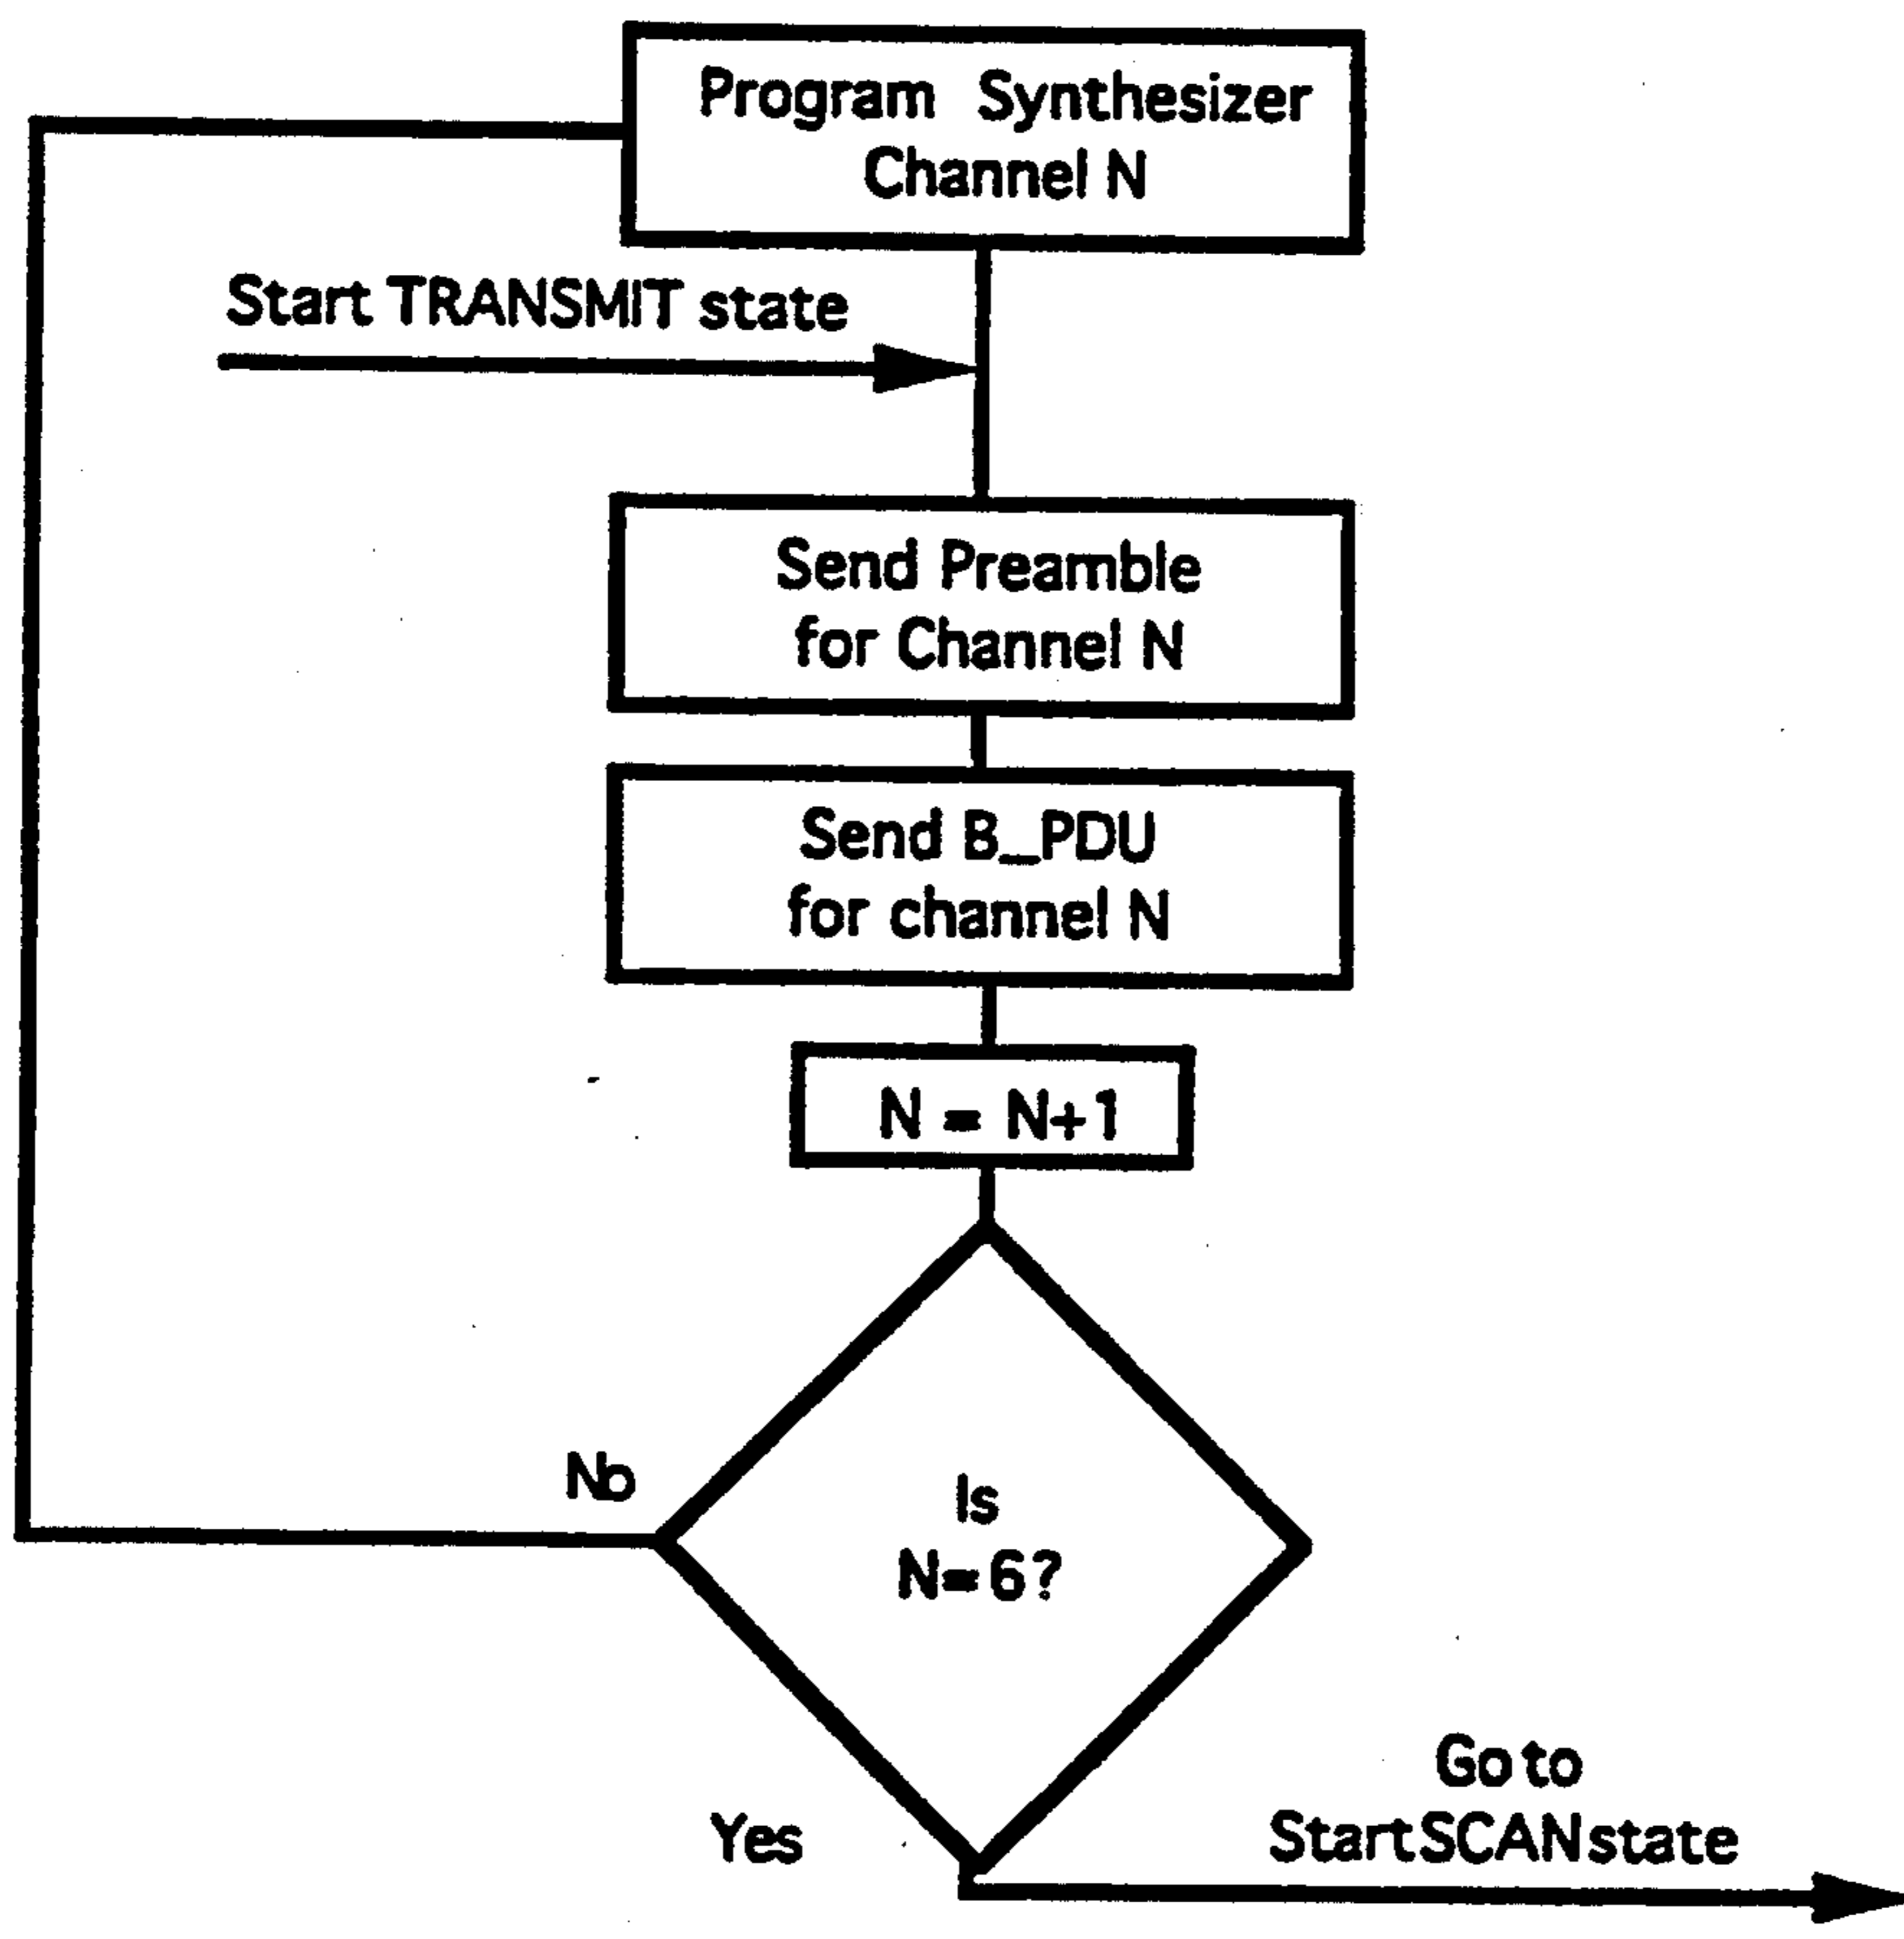 Program Synthesizer
Channel N
Start TRANSMIT state
Send Preamble
for Channel N
Send B_PDU
for channel N
N = N+1
Is
N=6?
No
Yes
Go to
Start SCAN state